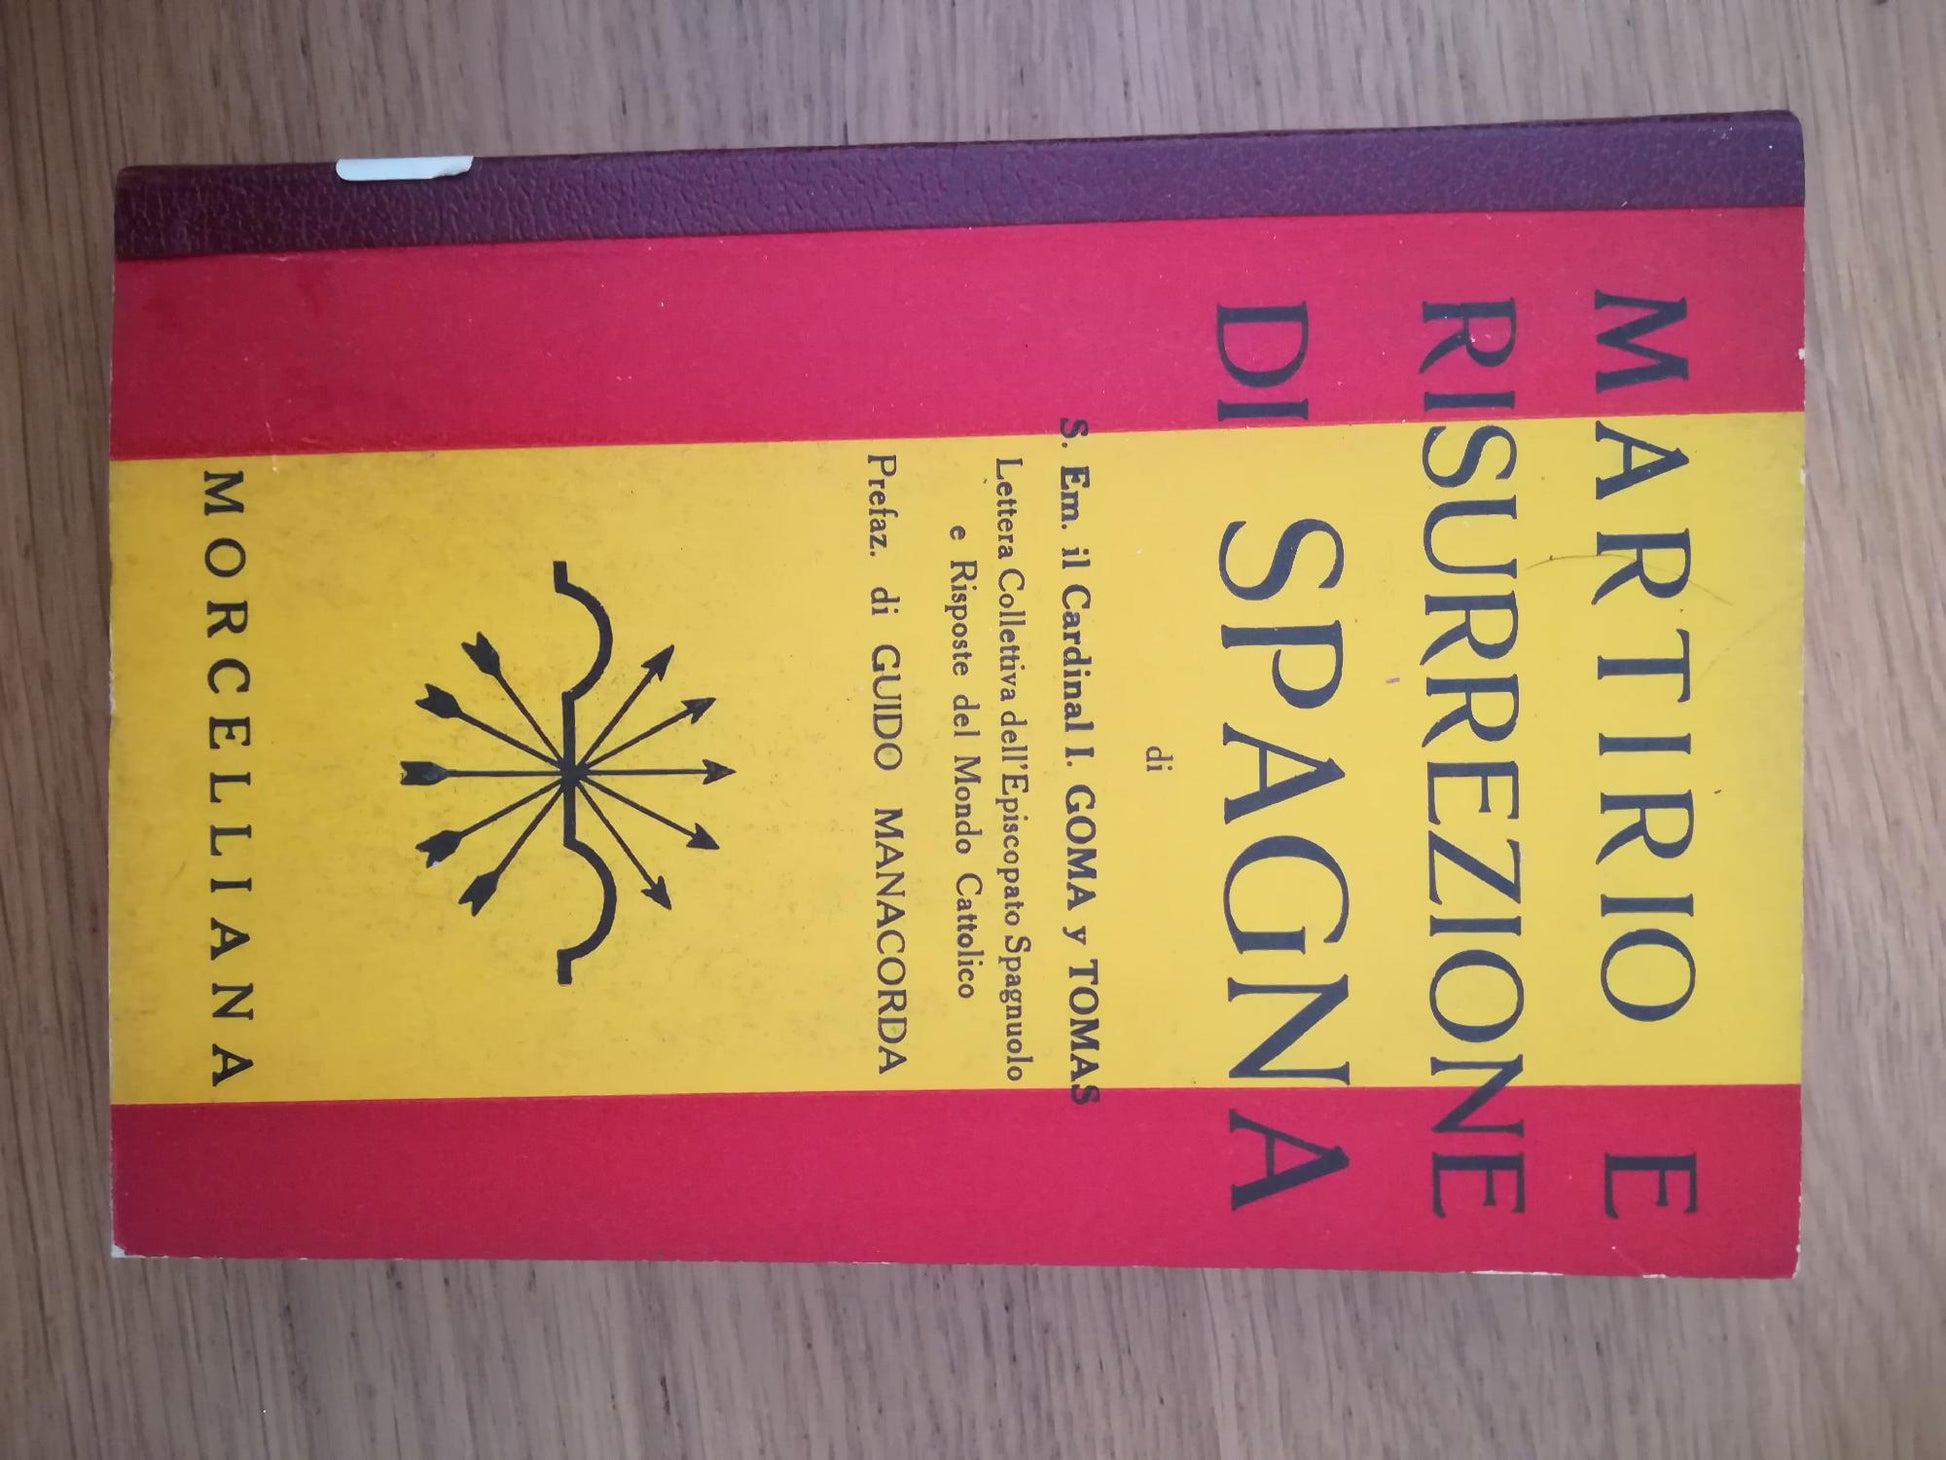 MARTIRIO E
RISURREZIONE
DI SPAGNA
di
S. Em. il Cardinal I. GOMA y TOMAS
Lettera Collettiva dell'Episcopato Spagnuolo
e Risposte del Mondo Cattolico
Prefaz. di GUIDO MANACORDA
MORCELLIANA